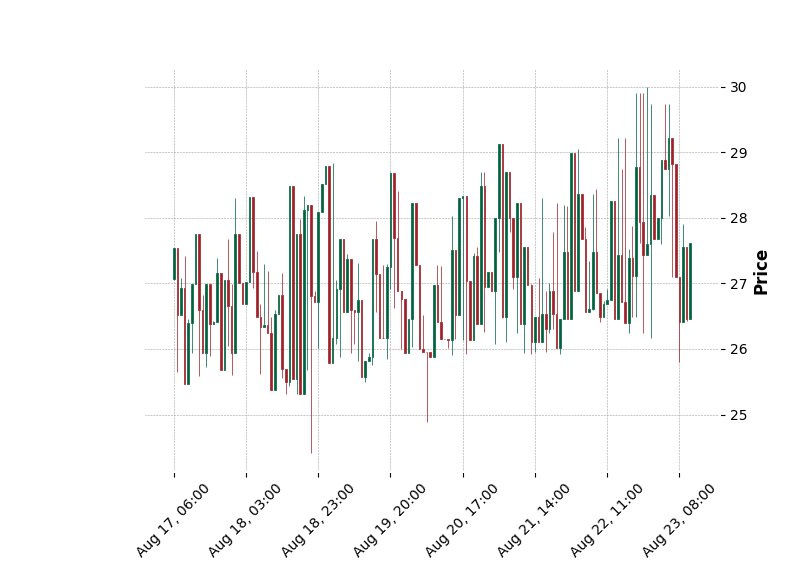 30
29
28
27
26
25
Price
Aug 17, 06:00
Aug 18, 03:00
Aug 18, 23:00
Aug 19, 20:00
Aug 20, 17:00
Aug 21, 14:00
Aug 22, 11:00
Aug 23, 08:00